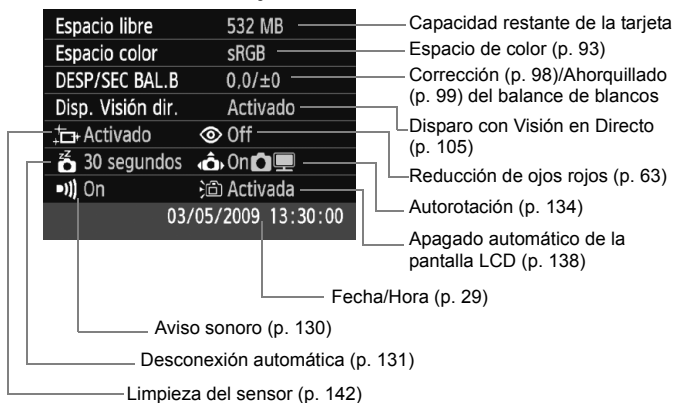 Espacio libre 532 MB
Espacio color sRGB
DESP/SEC BAL.B 0,0/±0
Disp. Visión dir. Activado
Activado Off
30 segundos On
On Activada
03/05/2009 13:30:00
Capacidad restante de la tarjeta
Espacio de color (p. 93)
Corrección (p. 98)/Ahorquillado
(p. 99) del balance de blancos
Disparo con Visión en Directo
(p. 105)
Reducción de ojos rojos (p. 63)
Autorotación (p. 134)
Apagado automático de la
pantalla LCD (p. 138)
Fecha/Hora (p. 29)
Aviso sonoro (p. 130)
Desconexión automática (p. 131)
Limpieza del sensor (p. 142)